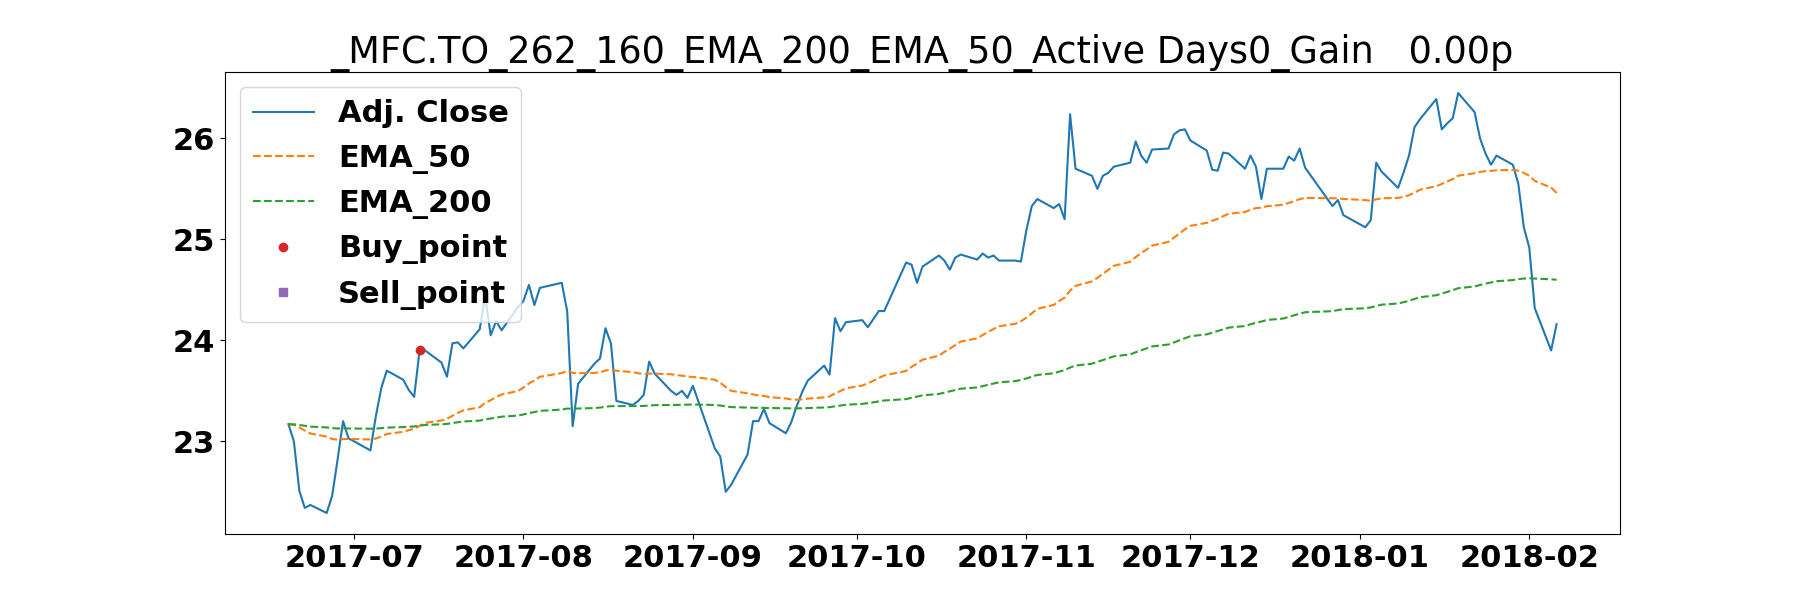 _MFC.TO_262_160_EMA_200_EMA_50_Active Days0_Gain   0.00p
Adj. Close
EMA_50
EMA_200
Buy_point
Sell_point
26
25
24
23
2017-07 2017-08 2017-09 2017-10 2017-11 2017-12 2018-01 2018-02